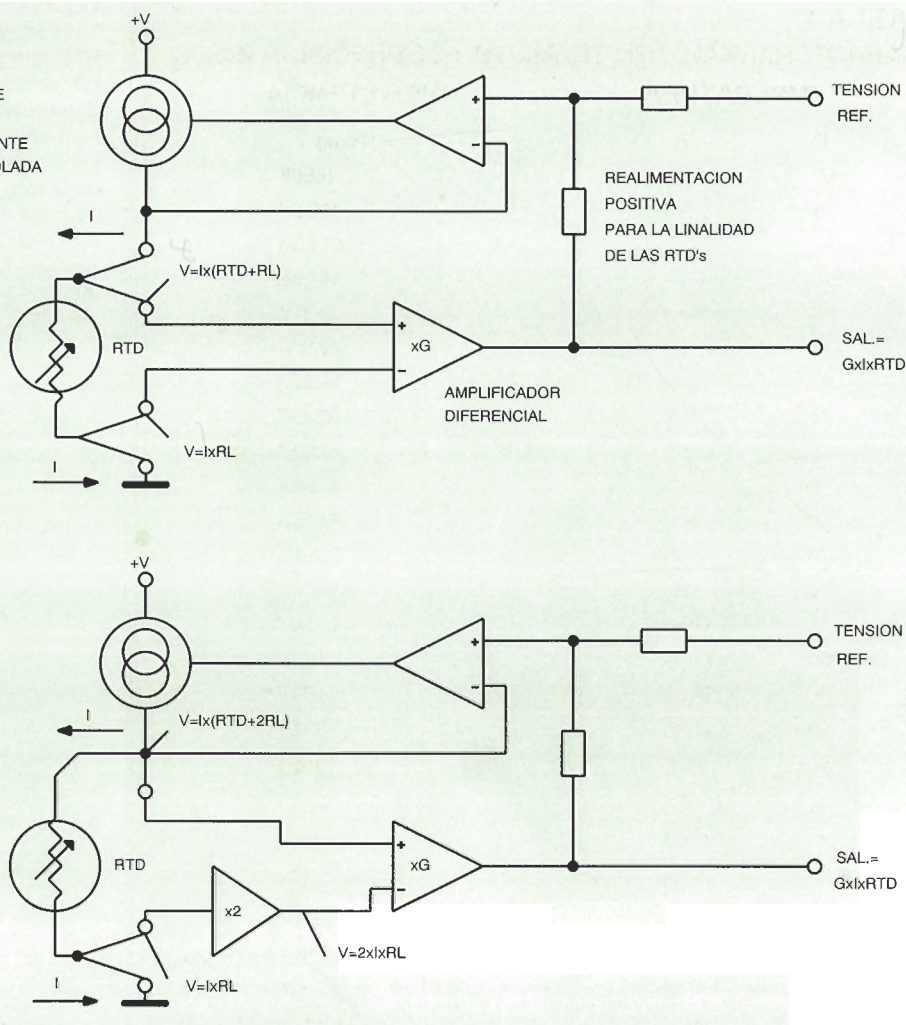 +V
TENSION
REF.
+
-
I
REALIMENTACION
POSITIVA
PARA LA LINALIDAD
DE LAS RTD's
V=Ix(RTD+RL)
RTD
+
xG
-
SAL.=
GxIxRTD
AMPLIFICADOR
DIFERENCIAL
V=IxRL
I
+V
TENSION
REF.
+
-
I
V=Ix(RTD+2RL)
RTD
+
xG
-
SAL.=
GxIxRTD
x2
V=2xIxRL
V=IxRL
I